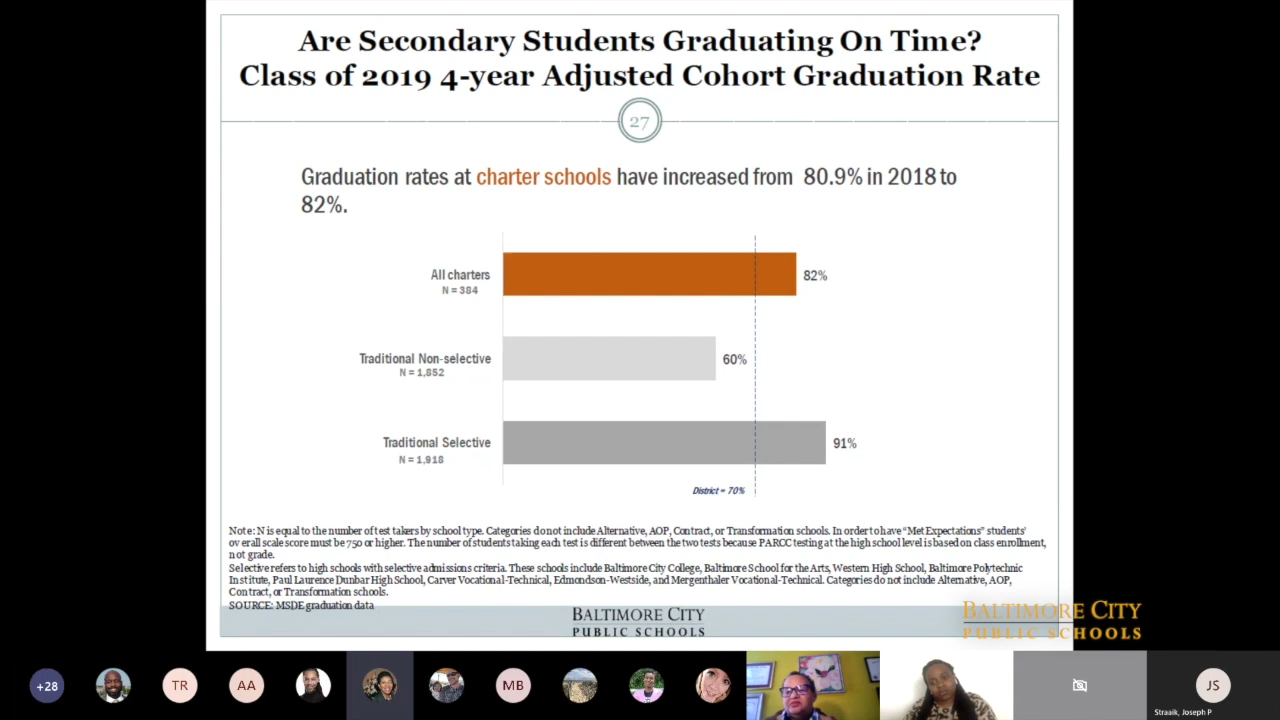 Are Secondary Students Graduating On Time?
Class of 2019 4-year Adjusted Cohort Graduation Rate
27
Graduation rates at charter schools have increased from 80.9% in 2018 to
82%.
All charters
N = 384
82%
Traditional Non-selective
N = 1,852
60%
Traditional Selective
N = 1,918
91%
District = 70%
Note: N is equal to the number of test takers by school type. Categories do not include Alternative, AOP, Contract, or Transformation schools. In order to have “Met Expectations” students’
overall scale score must be 750 or higher. The number of students taking each test is different between the two tests because PARCC testing at the high school level is based on class enrollment,
not grade.
Selective refers to high schools with selective admissions criteria. These schools include Baltimore City College, Baltimore School for the Arts, Western High School, Baltimore Polytechnic
Institute, Paul Laurence Dunbar High School, Carver Vocational-Technical, Edmondson-Westside, and Mergenthaler Vocational-Technical. Categories do not include Alternative, AOP,
Contract, or Transformation schools.
SOURCE: MSDE graduation data
BALTIMORE CITY
PUBLIC SCHOOLS
BALTIMORE CITY
PUBLIC SCHOOLS
+28
TR
AA
MB
JS
Straaik, Joseph P